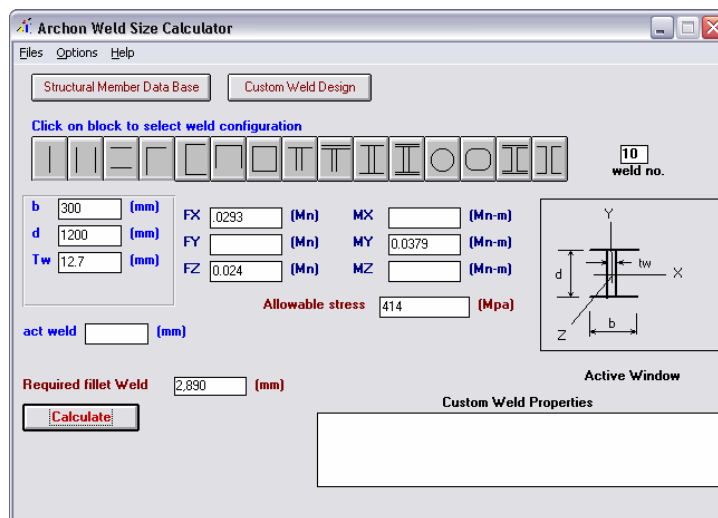 Archon Weld Size Calculator
Files Options Help
Structural Member Data Base Custom Weld Design
Click on block to select weld configuration
10
weld no.
b 300 (mm) FX .0293 (Mn) MX (Mn-m)
d 1200 (mm) FY (Mn) MY 0.0379 (Mn-m)
Tw 12.7 (mm) FZ 0.024 (Mn) MZ (Mn-m)
Allowable stress 414 (Mpa)
act weld (mm)
Y
d tw X
Z b
Active Window
Required fillet Weld 2,890 (mm)
Custom Weld Properties
Calculate